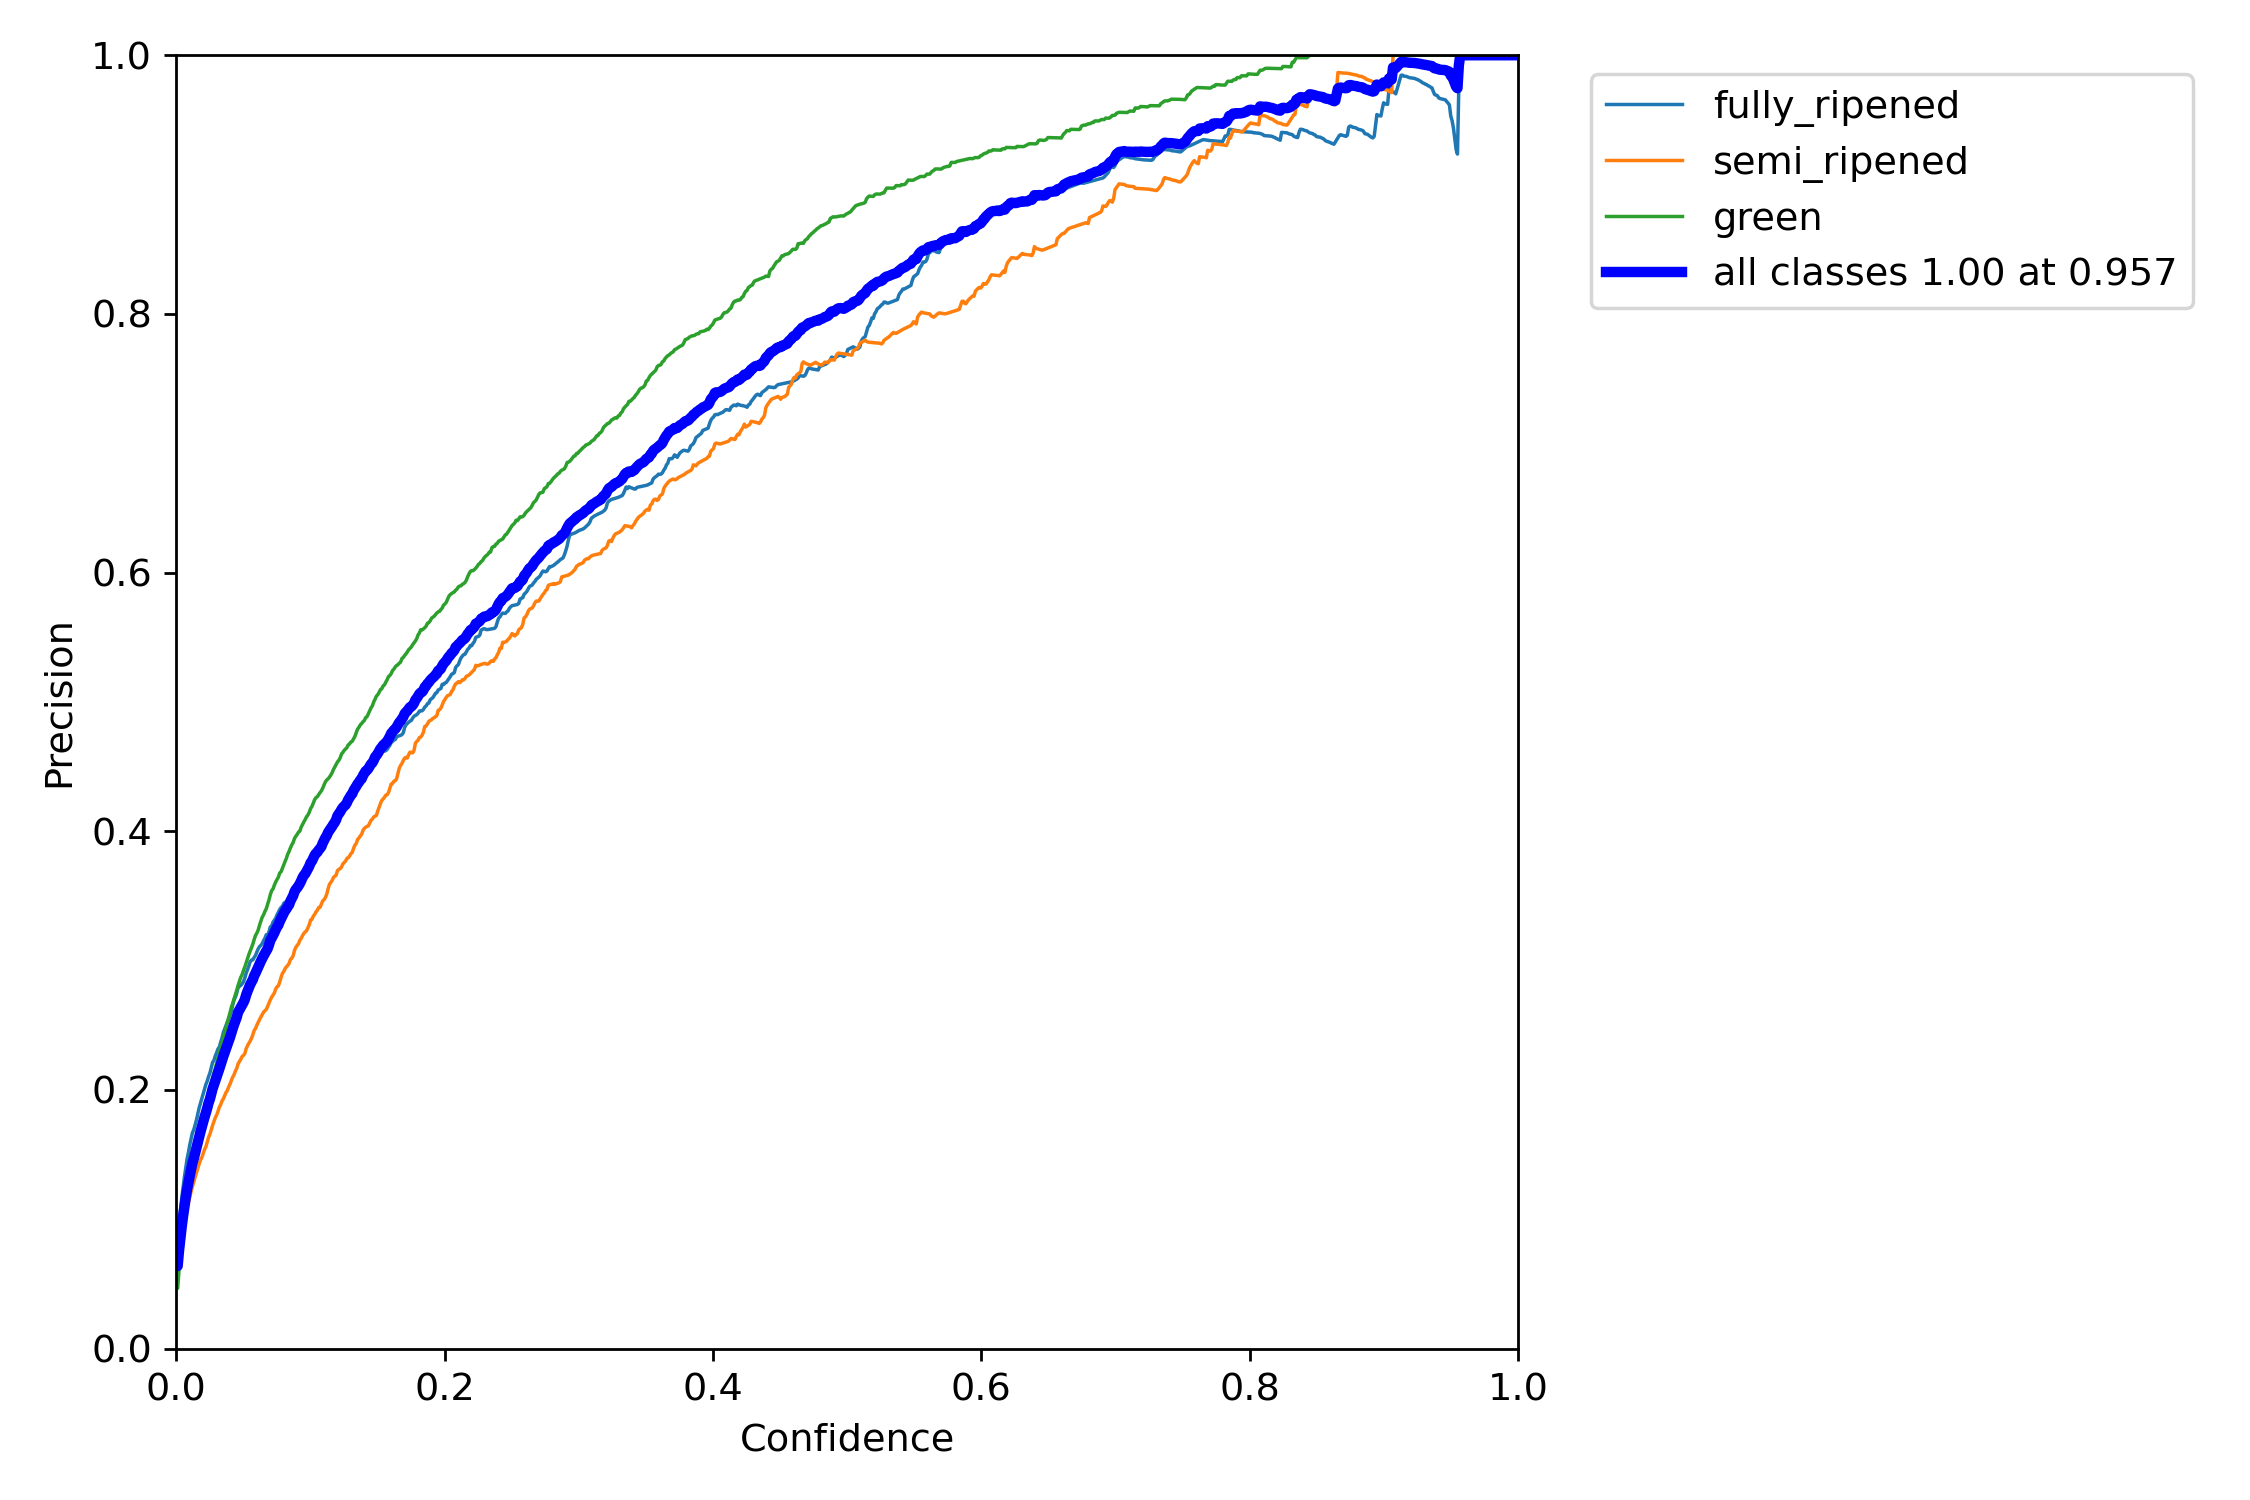 1.0
0.8
0.6
0.4
0.2
0.0
Precision
0.0 0.2 0.4 0.6 0.8 1.0
Confidence
fully_ripened
semi_ripened
green
all classes 1.00 at 0.957